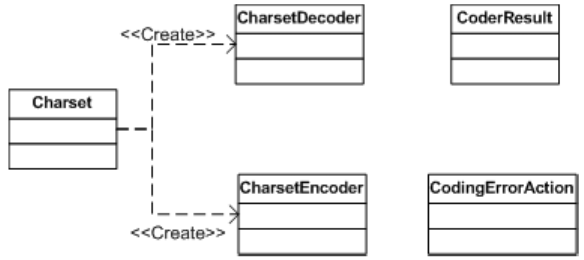 CharsetDecoder
CoderResult
<<Create>>
Charset
CharsetEncoder
CodingErrorAction
<<Create>>